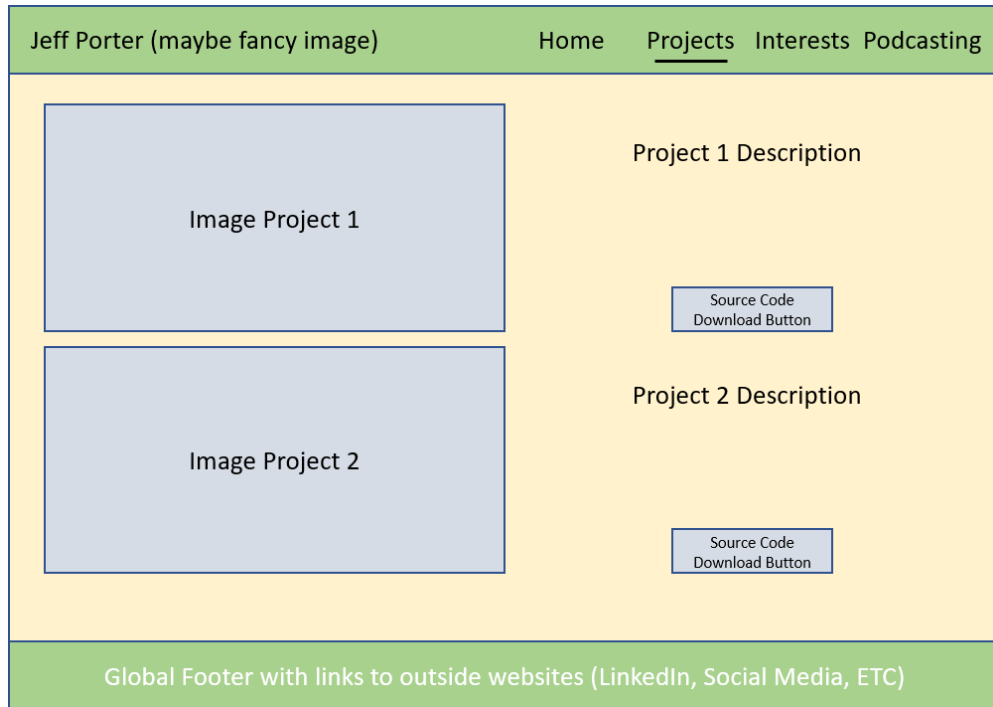 Jeff Porter (maybe fancy image)
Home Projects Interests Podcasting
Image Project 1
Project 1 Description
Source Code
Download Button
Image Project 2
Project 2 Description
Source Code
Download Button
Global Footer with links to outside websites (LinkedIn, Social Media, ETC)